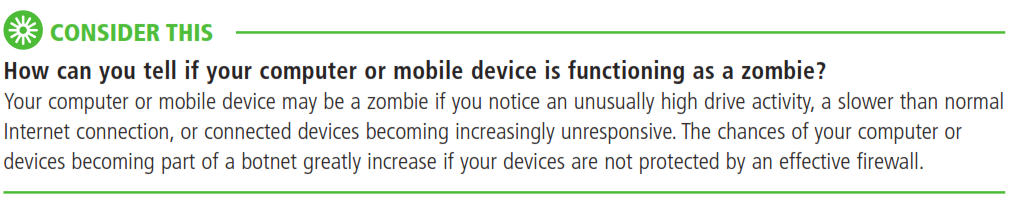 CONSIDER THIS
How can you tell if your computer or mobile device is functioning as a zombie?
Your computer or mobile device may be a zombie if you notice an unusually high drive activity, a slower than normal
Internet connection, or connected devices becoming increasingly unresponsive. The chances of your computer or
devices becoming part of a botnet greatly increase if your devices are not protected by an effective firewall.